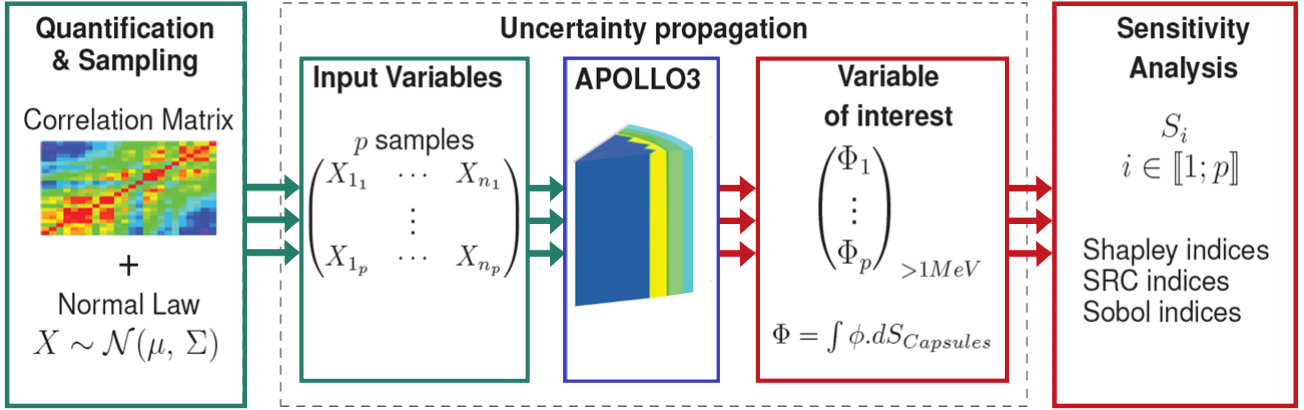 Quantification
& Sampling
Correlation Matrix
+
Normal Law
X ∼ 𝒩(μ, Σ)
Uncertainty propagation
Input Variables
p samples
X_{1_1} ⋯ X_{n_1}
⋮
X_{1_p} ⋯ X_{n_p}
APOLLO3
Variable
of interest
Φ_1
⋮
Φ_p
>1MeV
Φ = ∫ ϕ.dS_{Capsules}
Sensitivity
Analysis
S_i
i ∈ ⟦1; p⟧
Shapley indices
SRC indices
Sobol indices